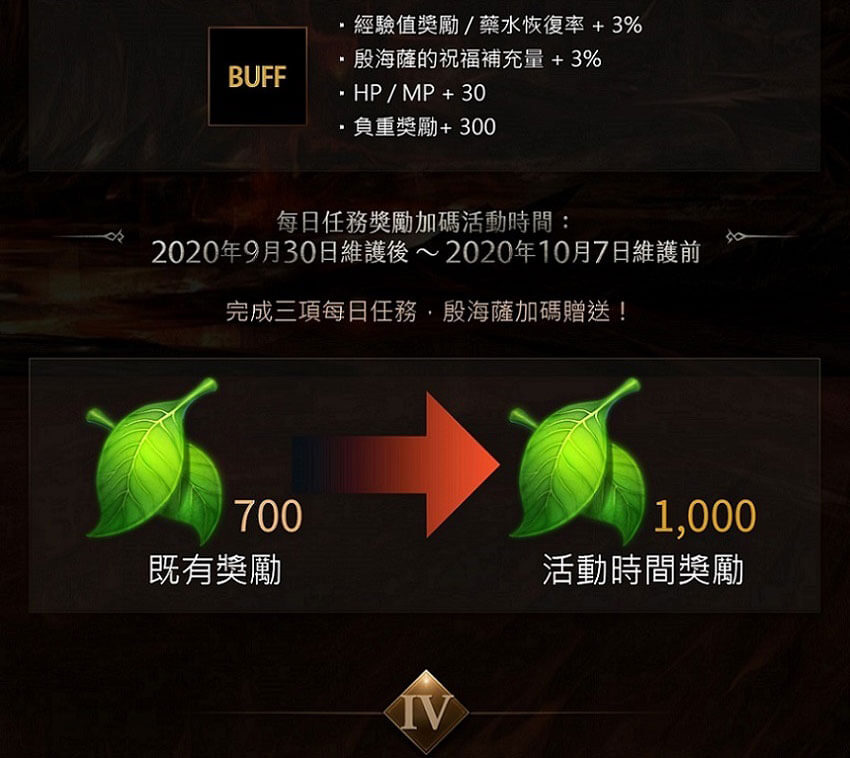 BUFF
· 經驗值獎勵 / 藥水恢復率 + 3%
· 殷海薩的祝福補充量 + 3%
· HP / MP + 30
· 負重獎勵+ 300
每日任務獎勵加碼活動時間：
2020年9月30日維護後 ～ 2020年10月7日維護前
完成三項每日任務，殷海薩加碼贈送！
700
既有獎勵
1,000
活動時間獎勵
IV